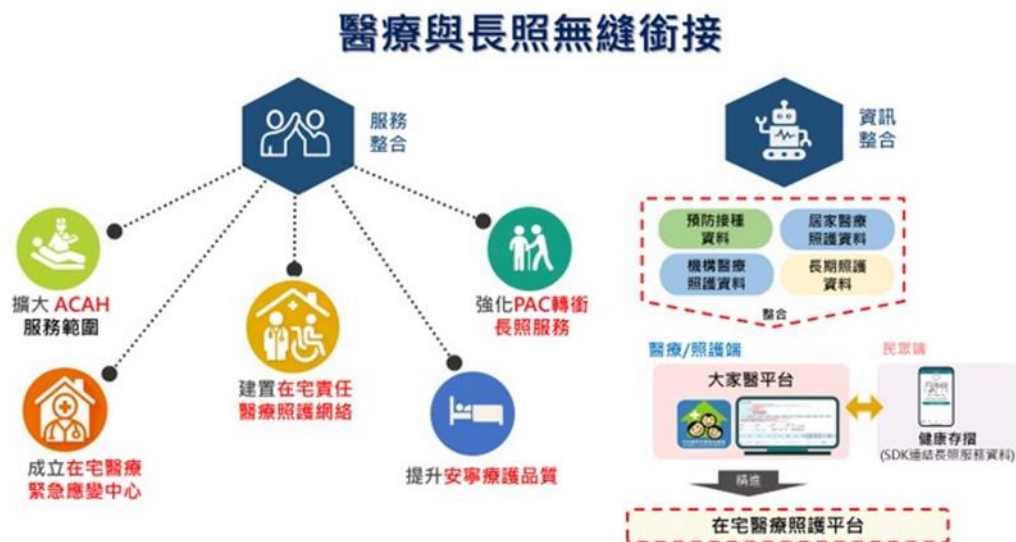 醫療與長照無縫銜接
服務
整合
擴大 ACAH
服務範圍
成立在宅醫療
緊急應變中心
建置在宅責任
醫療照護網絡
提升安寧療護品質
強化PAC轉銜
長照服務
資訊
整合
預防接種
資料
居家醫療
照護資料
機構醫療
照護資料
長期照護
資料
整合
醫療/照護端
大家醫平台
民眾端
健康存摺
(SDK連結長照服務資料)
精進
在宅醫療照護平台